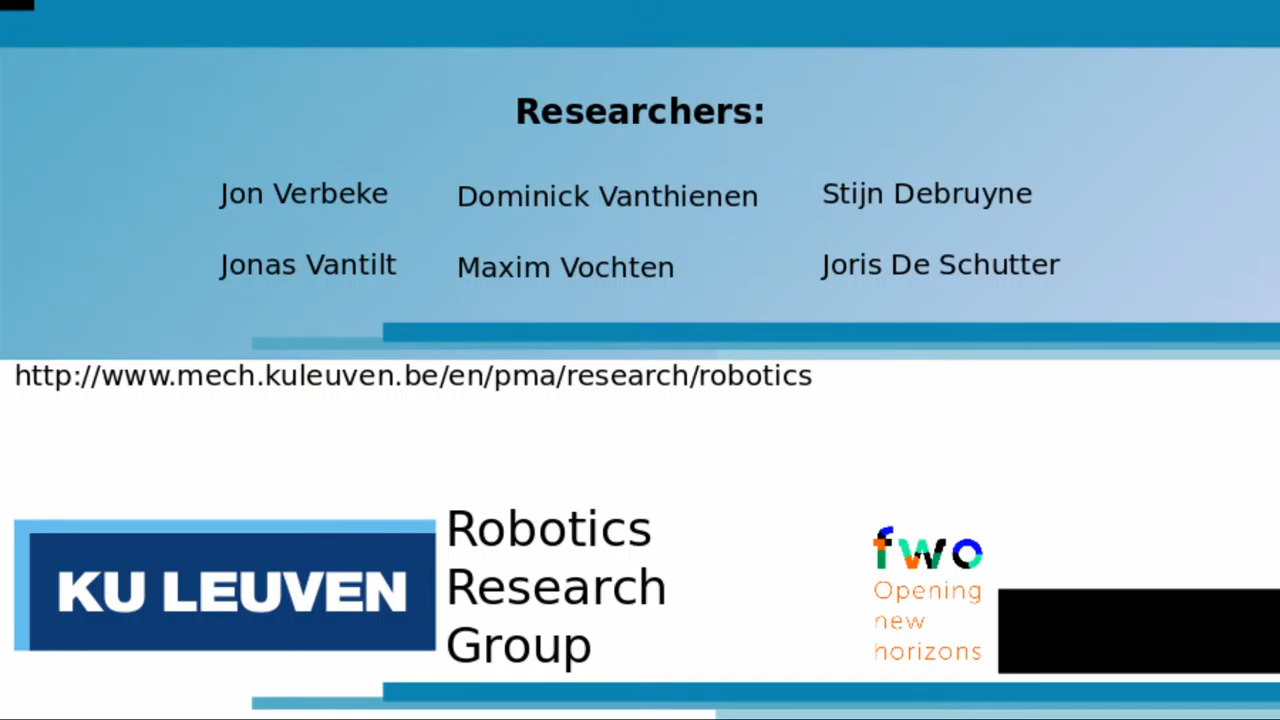 Researchers:
Jon Verbeke Dominick Vanthienen Stijn Debruyne
Jonas Vantilt Maxim Vochten Joris De Schutter
http://www.mech.kuleuven.be/en/pma/research/robotics
KU LEUVEN
Robotics
Research
Group
fwo
Opening
new
horizons